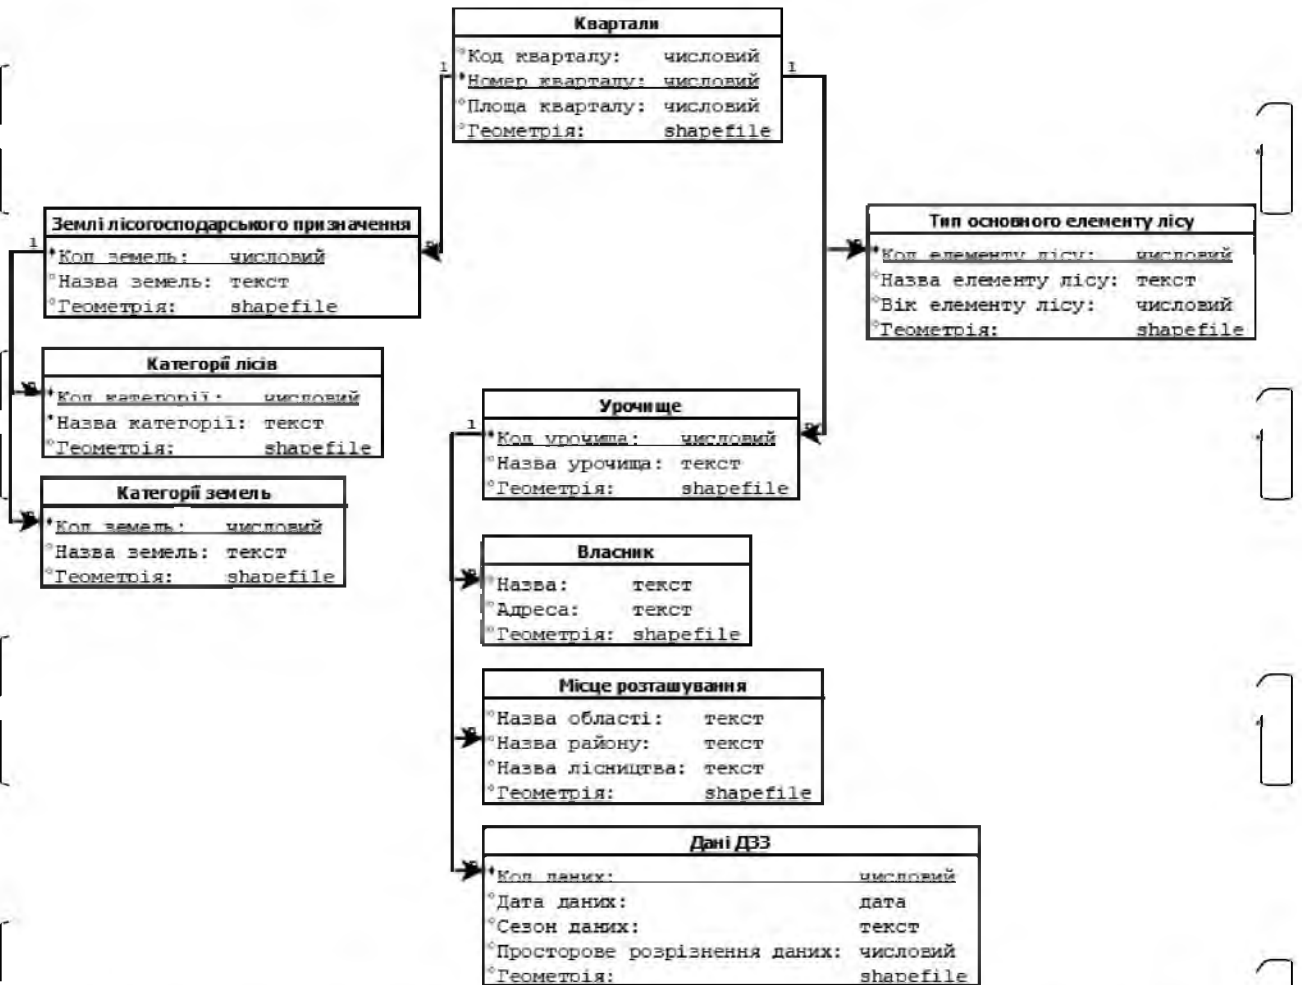 Квартали
Код кварталу: числовий
Номер кварталу: числовий
Площа кварталу: числовий
Геометрія: shapefile
1
1
Землі лісогосподарського призначення
Код земель: числовий
Назва земель: текст
Геометрія: shapefile
1
Тип основного елементу лісу
Код елементу лісу: числовий
Назва елементу лісу: текст
Вік елементу лісу: числовий
Геометрія: shapefile
Категорії лісів
Код категорії: числовий
Назва категорії: текст
Геометрія: shapefile
Категорії земель
Код земель: числовий
Назва земель: текст
Геометрія: shapefile
Урочище
Код урочища: числовий
Назва урочища: текст
Геометрія: shapefile
1
Власник
Назва: текст
Адреса: текст
Геометрія: shapefile
Місце розташування
Назва області: текст
Назва району: текст
Назва лісництва: текст
Геометрія: shapefile
Дані ДЗЗ
Код даних: числовий
Дата даних: дата
Сезон даних: текст
Просторове розрізнення даних: числовий
Геометрія: shapefile